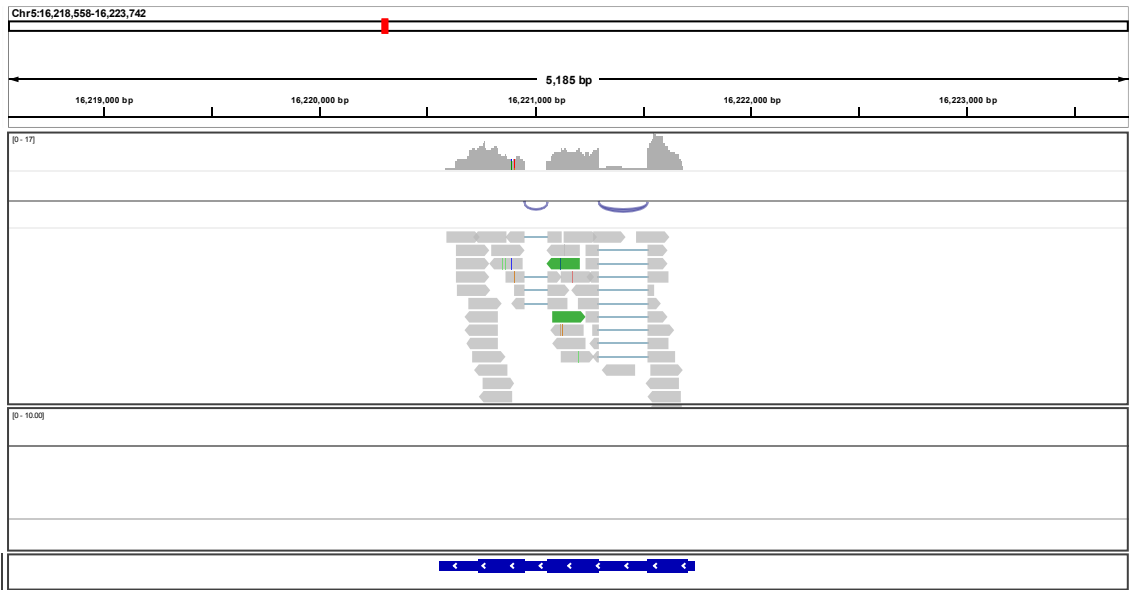 Chr5:16,218,558-16,223,742
5,185 bp
16,219,000 bp 16,220,000 bp 16,221,000 bp 16,222,000 bp 16,223,000 bp
[0 - 17]
[0 - 10.00]